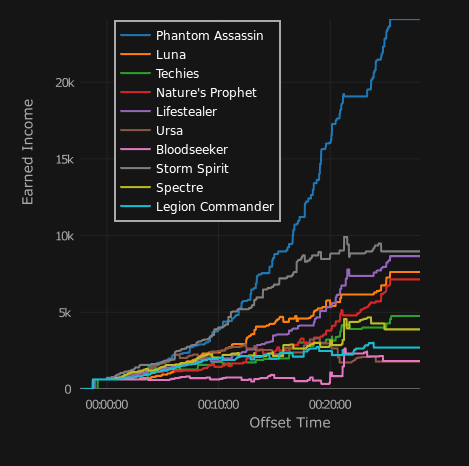 Phantom Assassin
Luna
Techies
Nature's Prophet
Lifestealer
Ursa
Bloodseeker
Storm Spirit
Spectre
Legion Commander
Earned Income
20k
15k
10k
5k
0
00:00:00
00:10:00
00:20:00
Offset Time